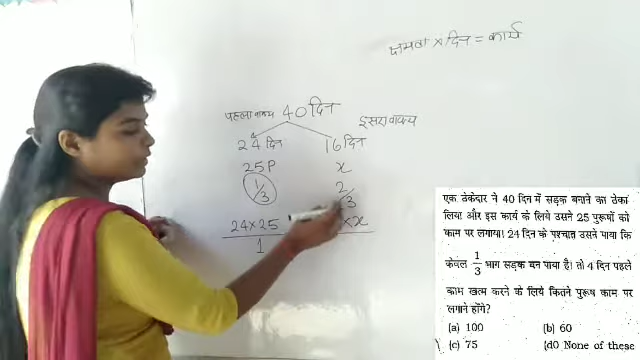 क्षमता × दिन = कार्य
पहला वाक्य 40 दिन
दूसरा वाक्य
24 दिन 16 दिन
25P x
1/3 2/3
24×25 ×x
1
एक ठेकेदार ने 40 दिन में सड़क बनाने का ठेका
लिया और इस कार्य के लिये उसने 25 पुरूषों को
काम पर लगाया! 24 दिन के पश्चात उसने पाया कि
केवल 1/3 भाग सड़क बन पाया है! तो 4 दिन पहले
काम खत्म करने के लिये कितने पुरूष काम पर
लगाने होंगे?
(a) 100 (b) 60
(c) 75 (d0 None of these